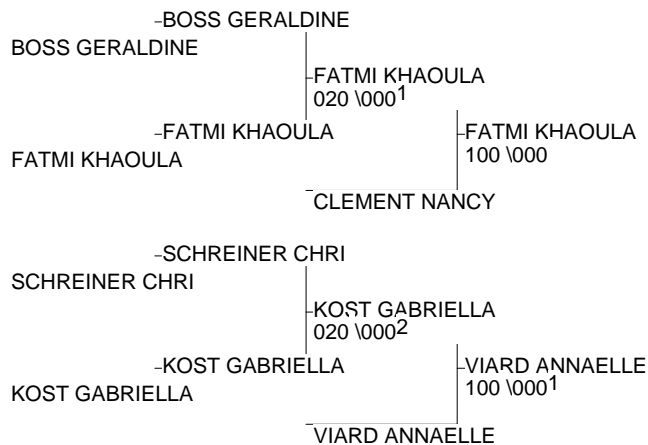 BOSS GERALDINE
BOSS GERALDINE
FATMI KHAOULA
020 \000 1
FATMI KHAOULA
FATMI KHAOULA
FATMI KHAOULA
100 \000
CLEMENT NANCY
SCHREINER CHRI
SCHREINER CHRI
KOST GABRIELLA
020 \000 2
KOST GABRIELLA
VIARD ANNAELLE
KOST GABRIELLA
100 \000 1
VIARD ANNAELLE